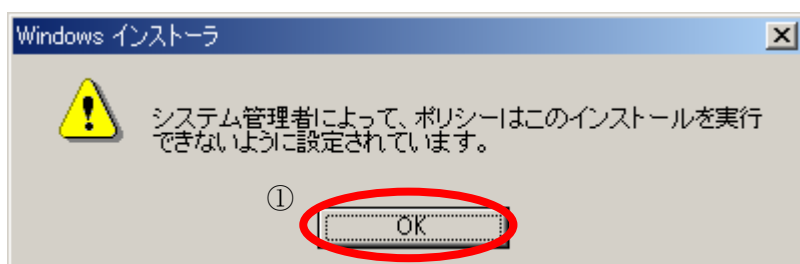 Windows インストーラ
システム管理者によって、ポリシーはこのインストールを実行
できないように設定されています。
①
OK